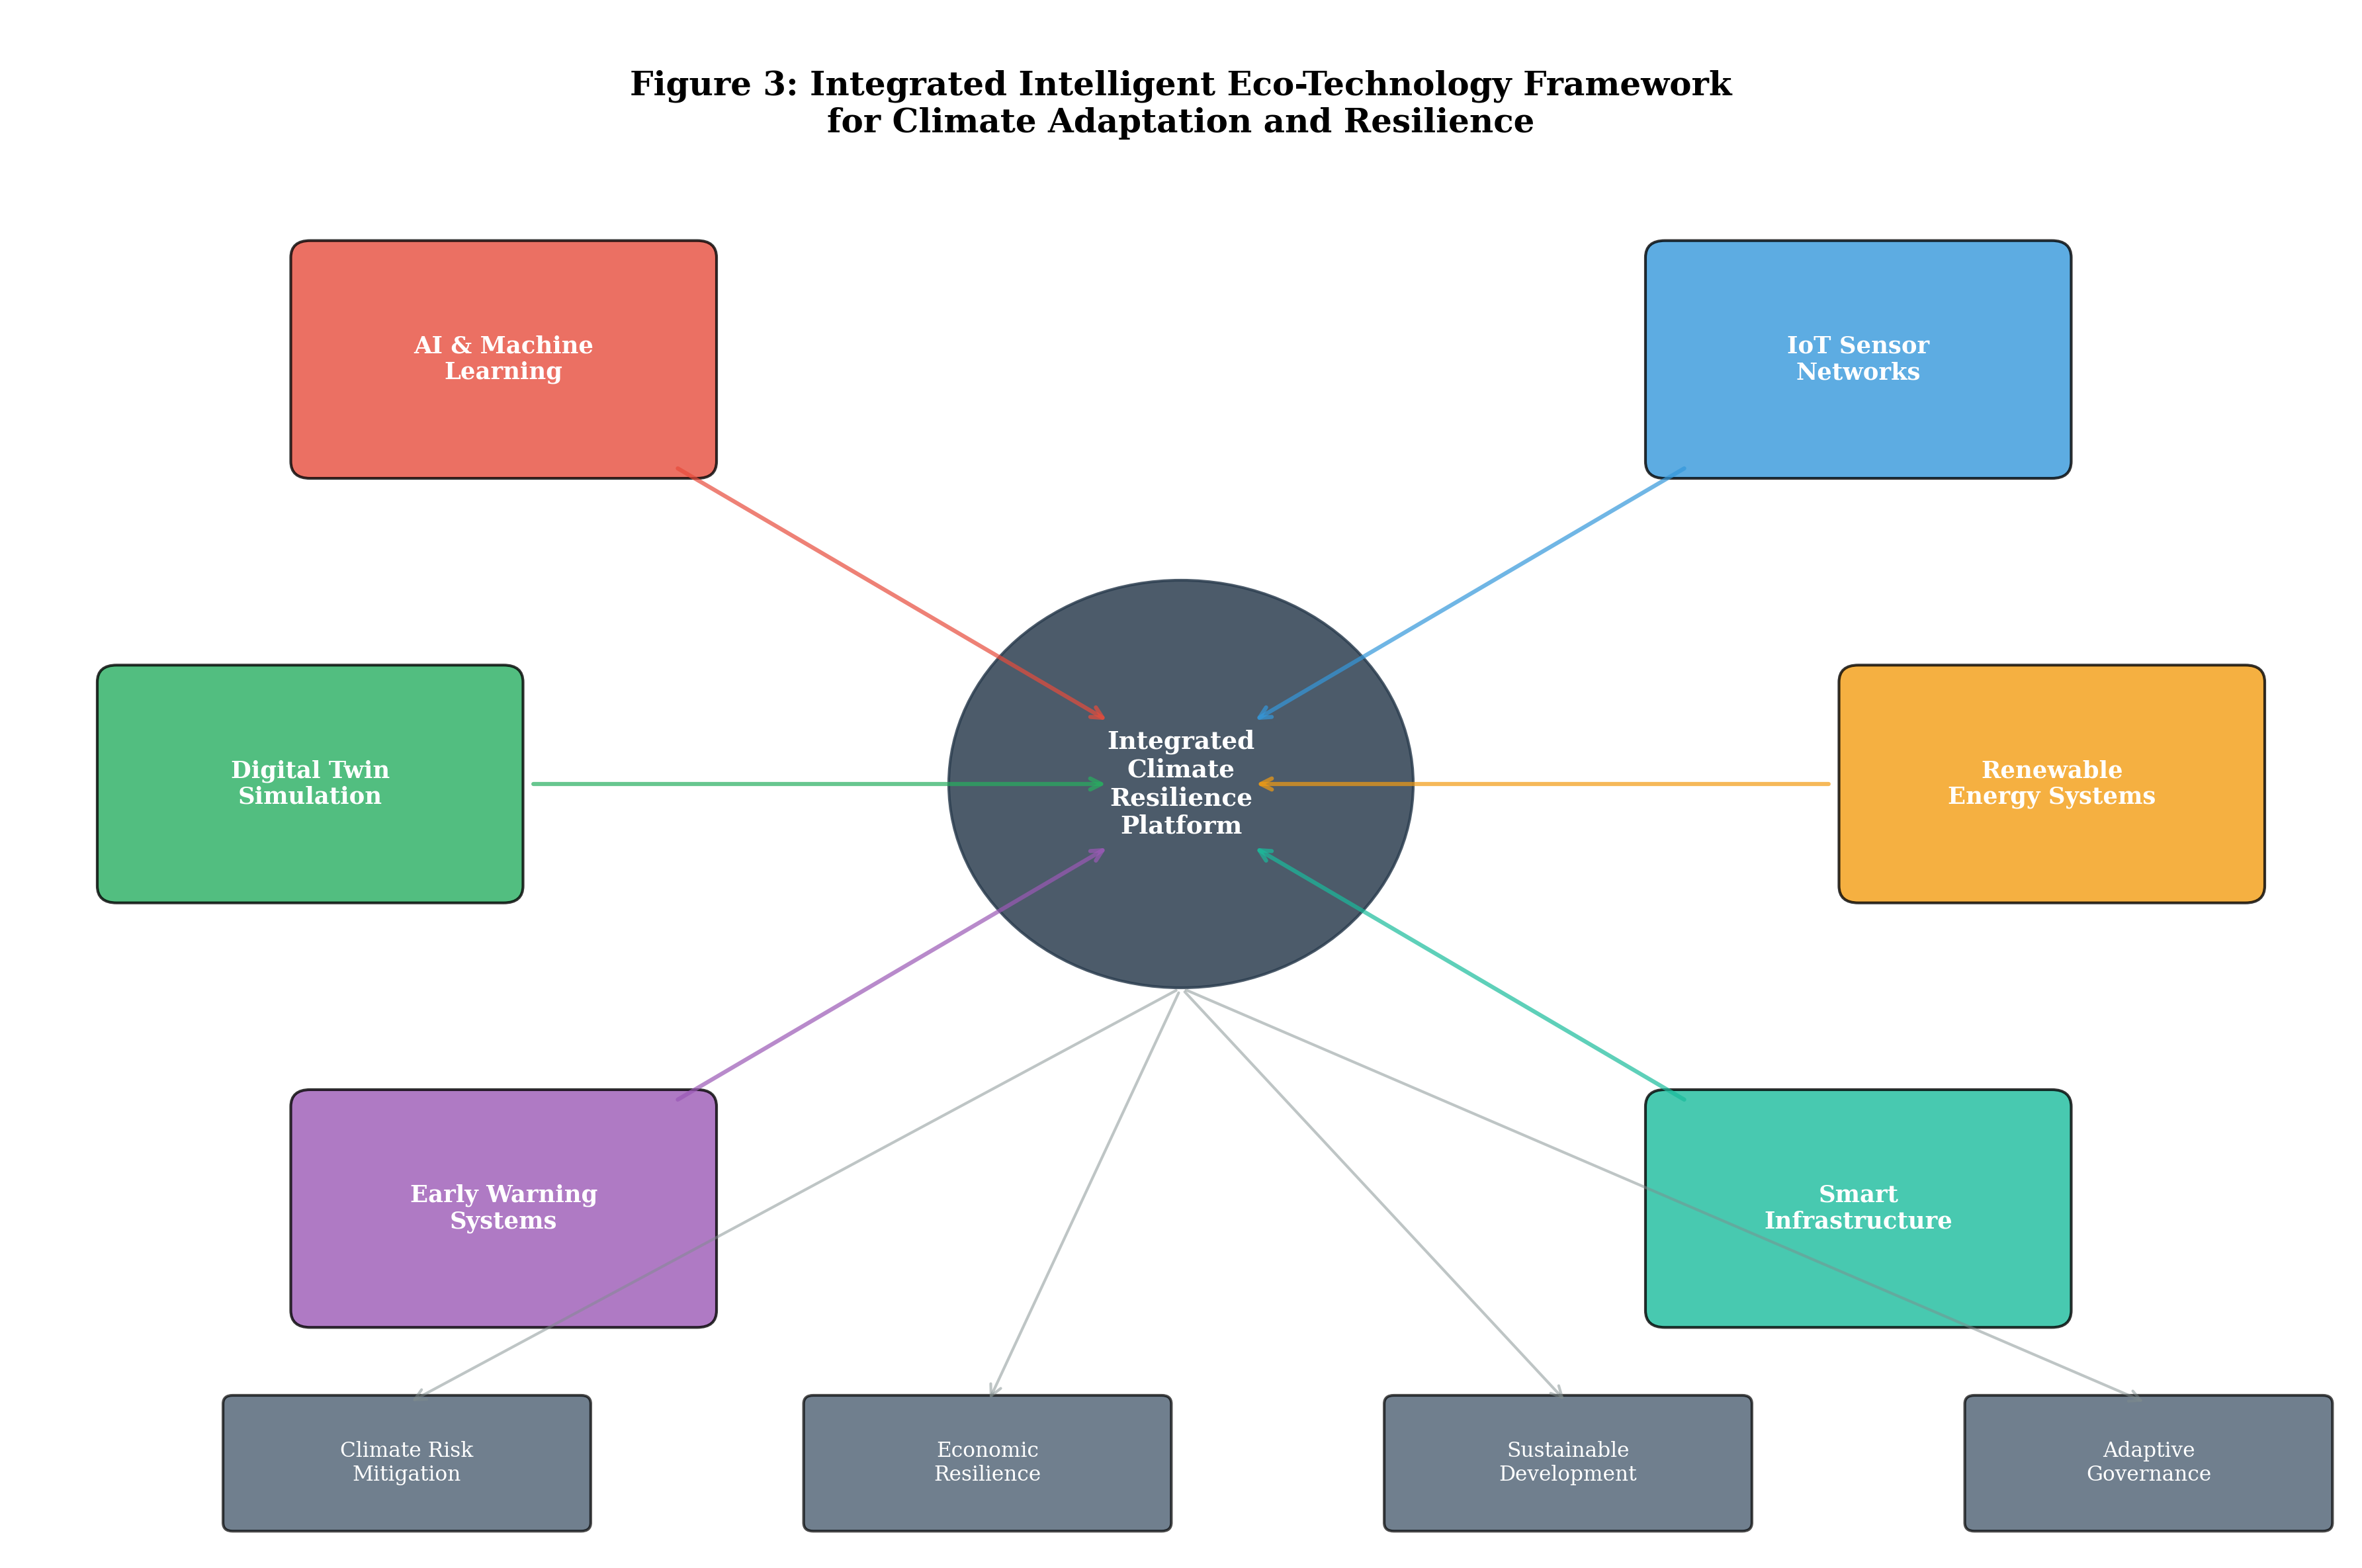 Figure 3: Integrated Intelligent Eco-Technology Framework
for Climate Adaptation and Resilience
AI & Machine
Learning
IoT Sensor
Networks
Digital Twin
Simulation
Integrated
Climate
Resilience
Platform
Renewable
Energy Systems
Early Warning
Systems
Smart
Infrastructure
Climate Risk
Mitigation
Economic
Resilience
Sustainable
Development
Adaptive
Governance